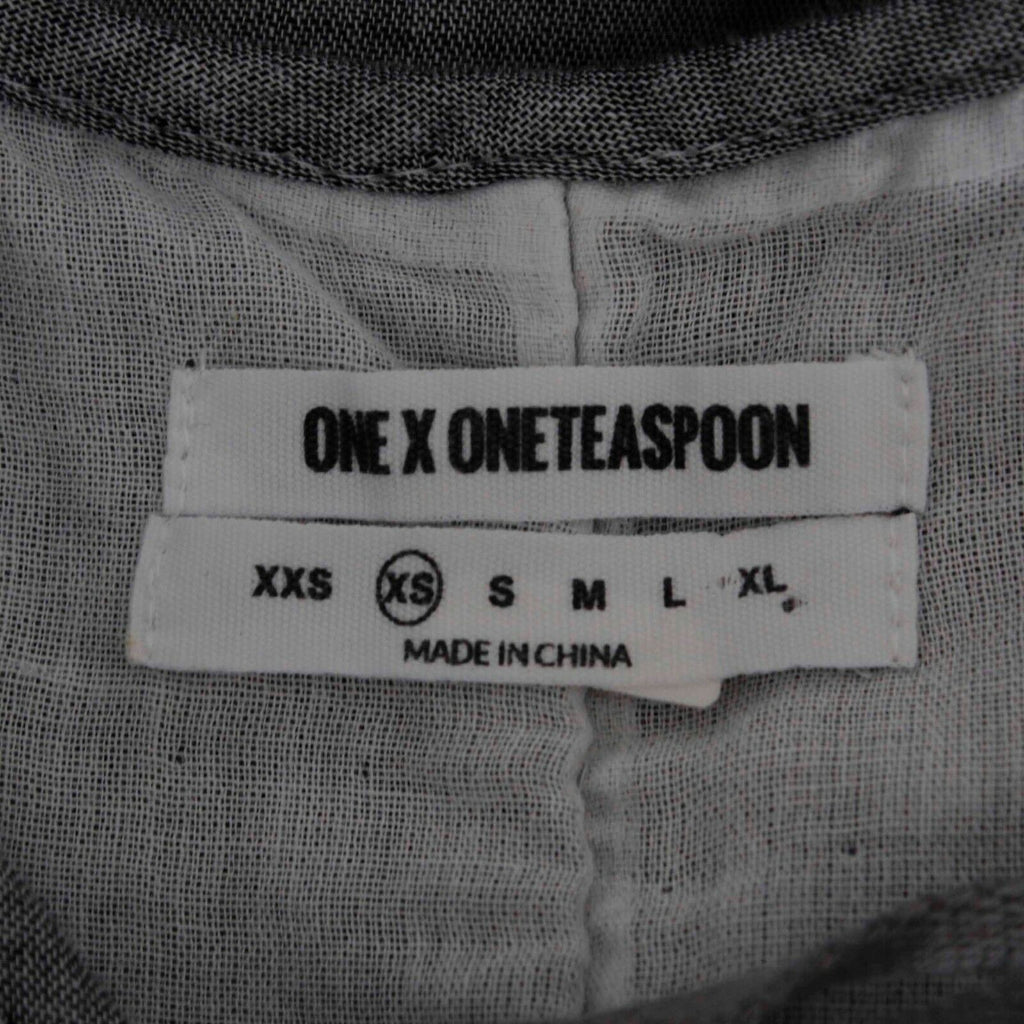 ONE X ONETEASPOON
XXS XS S M L XL
MADE IN CHINA